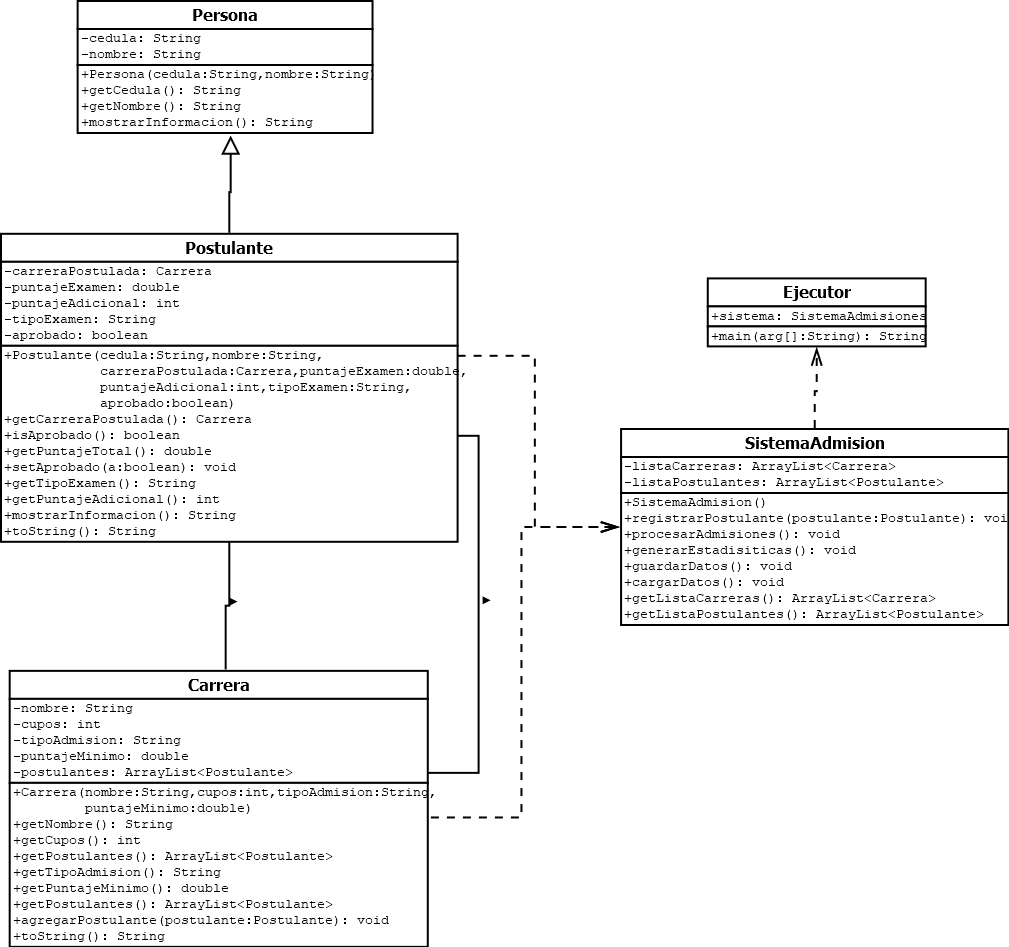 Persona
-cedula: String
-nombre: String
+Persona(cedula:String,nombre:String)
+getCedula(): String
+getNombre(): String
+mostrarInformacion(): String
Postulante
-carreraPostulada: Carrera
-puntajeExamen: double
-puntajeAdicional: int
-tipoExamen: String
-aprobado: boolean
+Postulante(cedula:String,nombre:String,
carreraPostulada:Carrera,puntajeExamen:double,
puntajeAdicional:int,tipoExamen:String,
aprobado:boolean)
+getCarreraPostulada(): Carrera
+isAprobado(): boolean
+getPuntajeTotal(): double
+setAprobado(a:boolean): void
+getTipoExamen(): String
+getPuntajeAdicional(): int
+mostrarInformacion(): String
+toString(): String
Ejecutor
+sistema: SistemaAdmisiones
+main(arg[]:String): String
SistemaAdmision
-listaCarreras: ArrayList<Carrera>
-listaPostulantes: ArrayList<Postulante>
+SistemaAdmision()
+registrarPostulante(postulante:Postulante): voi
+procesarAdmisiones(): void
+generarEstadisiticas(): void
+guardarDatos(): void
+cargarDatos(): void
+getListaCarreras(): ArrayList<Carrera>
+getListaPostulantes(): ArrayList<Postulante>
Carrera
-nombre: String
-cupos: int
-tipoAdmision: String
-puntajeMinimo: double
-postulantes: ArrayList<Postulante>
+Carrera(nombre:String,cupos:int,tipoAdmision:String,
puntajeMinimo:double)
+getNombre(): String
+getCupos(): int
+getPostulantes(): ArrayList<Postulante>
+getTipoAdmision(): String
+getPuntajeMinimo(): double
+getPostulantes(): ArrayList<Postulante>
+agregarPostulante(postulante:Postulante): void
+toString(): String